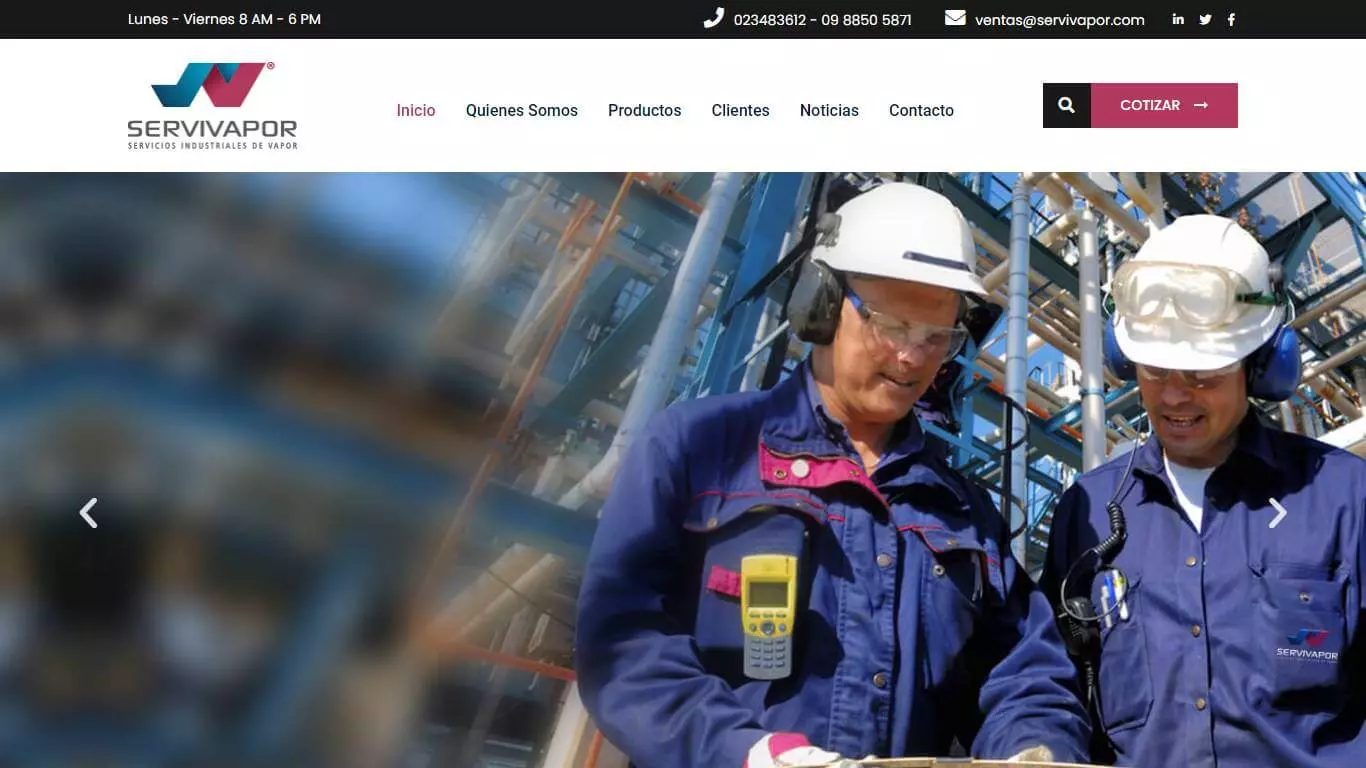 Lunes - Viernes 8 AM - 6 PM
023483612 - 09 8850 5871
ventas@servivapor.com
SERVIVAPOR
SERVICIOS INDUSTRIALES DE VAPOR
Inicio
Quienes Somos
Productos
Clientes
Noticias
Contacto
COTIZAR
SERVIVAPOR